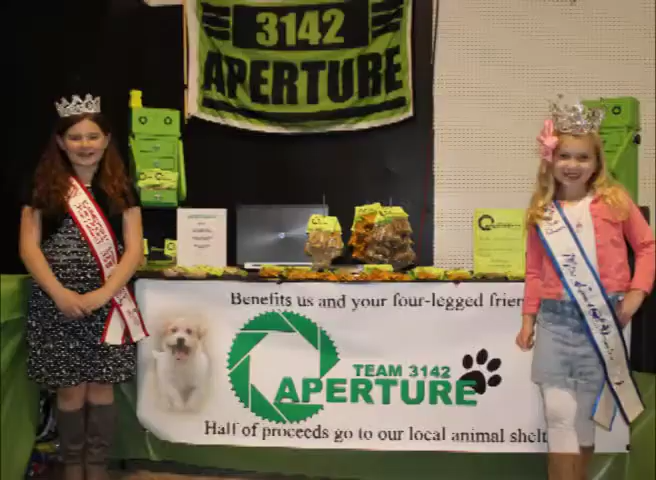 3142
APERTURE
Benefits us and your four-legged frien
TEAM 3142
APERTURE
Half of proceeds go to our local animal shelt